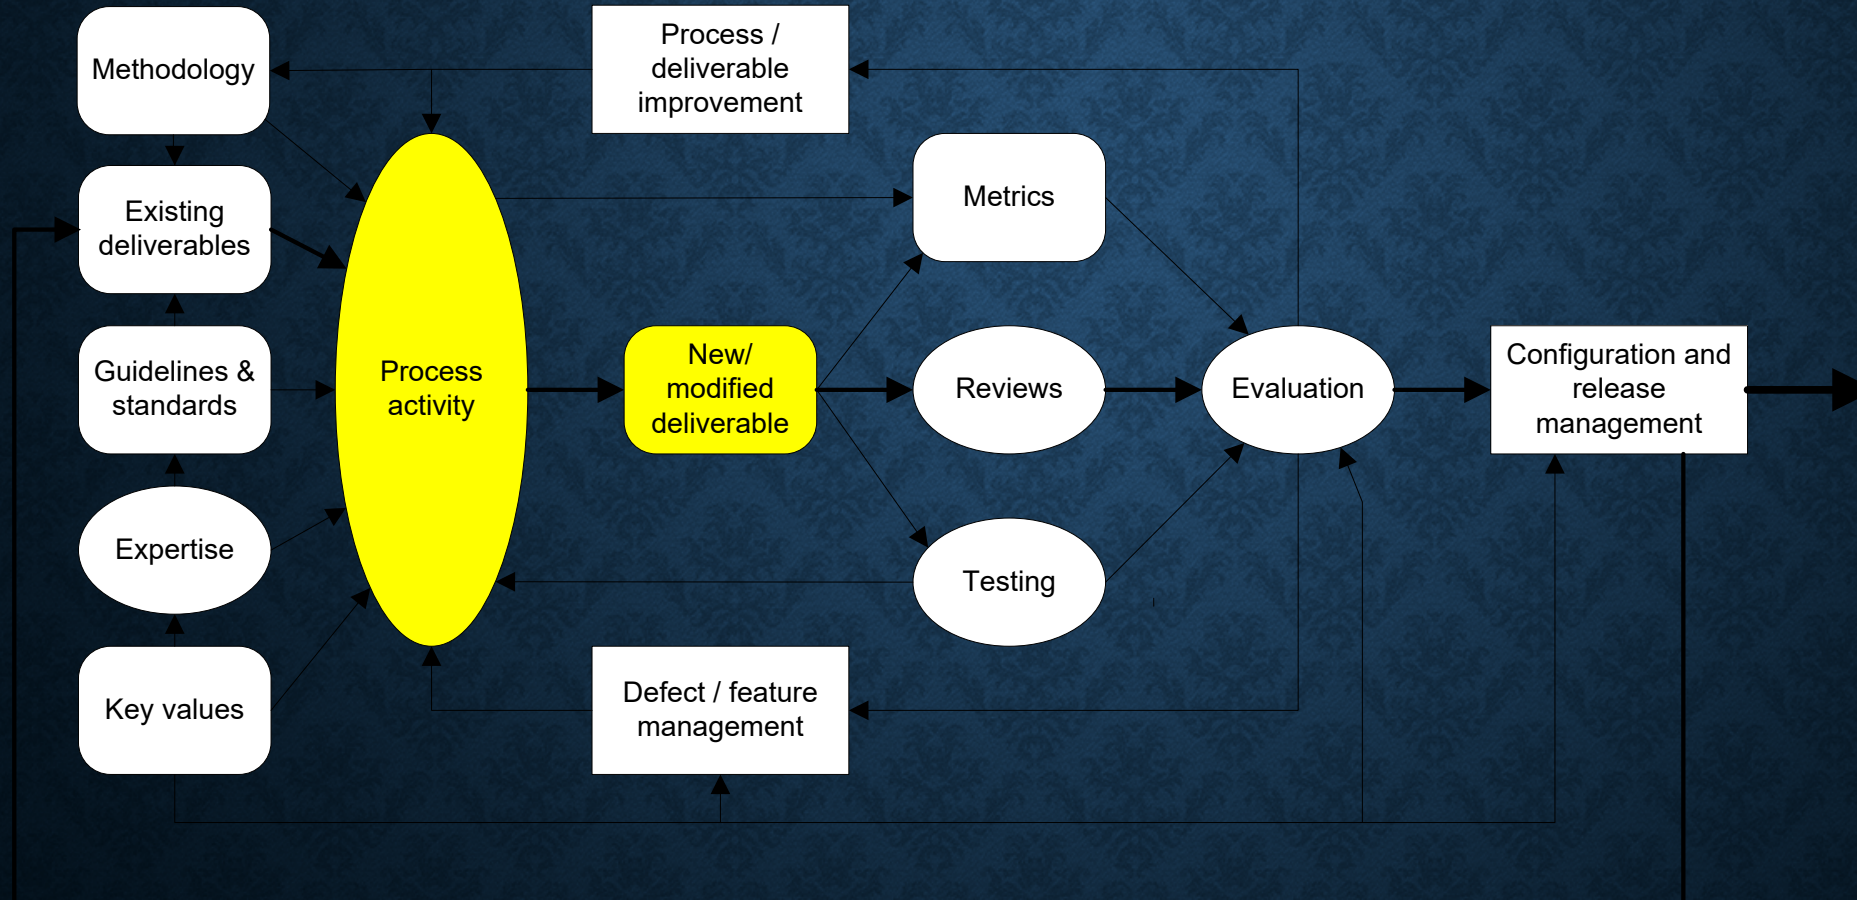 Methodology
Process /
deliverable
improvement
Existing
deliverables
Metrics
Guidelines &
standards
Process
activity
New/
modified
deliverable
Reviews
Evaluation
Configuration and
release
management
Expertise
Testing
Key values
Defect / feature
management